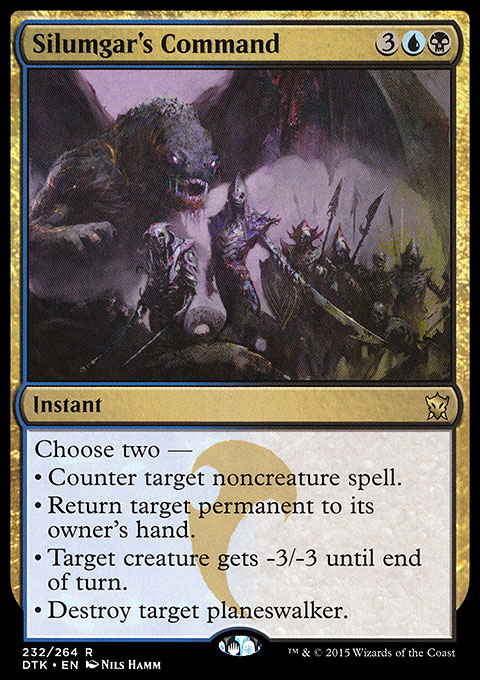 Silumgar's Command 3
Instant
Choose two —
• Counter target noncreature spell.
• Return target permanent to its
owner's hand.
• Target creature gets -3/-3 until end
of turn.
• Destroy target planeswalker.
232/264 R
DTK • EN Nils Hamm
™ & © 2015 Wizards of the Coast